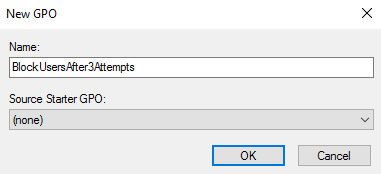 New GPO
Name:
BlockUsersAfter3Attempts
Source Starter GPO:
(none)
OK Cancel